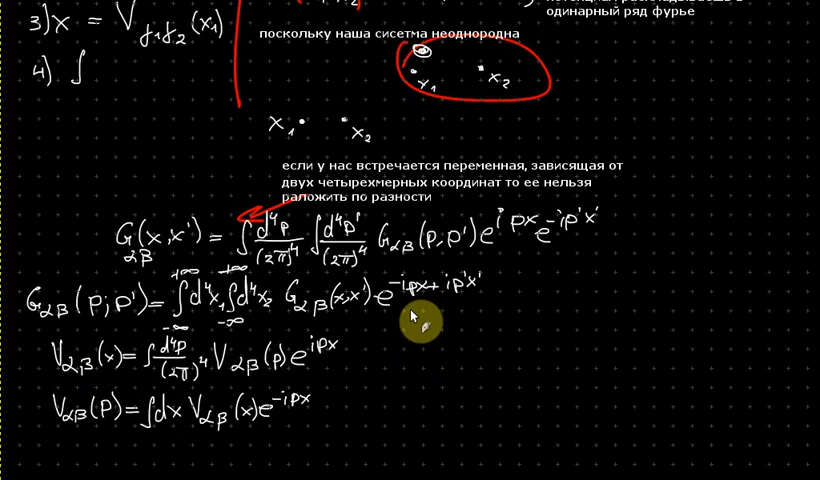 потенциал раскладываешь в
одинарный ряд фурье
3) x = V_{γ₁γ₂}(x₁)
поскольку наша сисетма неоднородна
4) ∫
x₁ x₂
x₁ x₂
если у нас встречается переменная, зависящая от
двух четырехмерных координат то ее нельзя
раложить по разности
G_{αβ}(x,x') = ∫ d⁴p/(2π)⁴ ∫ d⁴p'/(2π)⁴ G_{αβ}(p,p') e^{ipx} e^{-ip'x'}
G_{αβ}(p;p') = ∫_{-∞}^{+∞} d⁴x₁ ∫_{-∞}^{+∞} d⁴x₂ G_{αβ}(x,x') e^{-ipx+ip'x'}
V_{αβ}(x) = ∫ d⁴p/(2π)⁴ V_{αβ}(p) e^{ipx}
V_{αβ}(p) = ∫dx V_{αβ}(x) e^{-ipx}